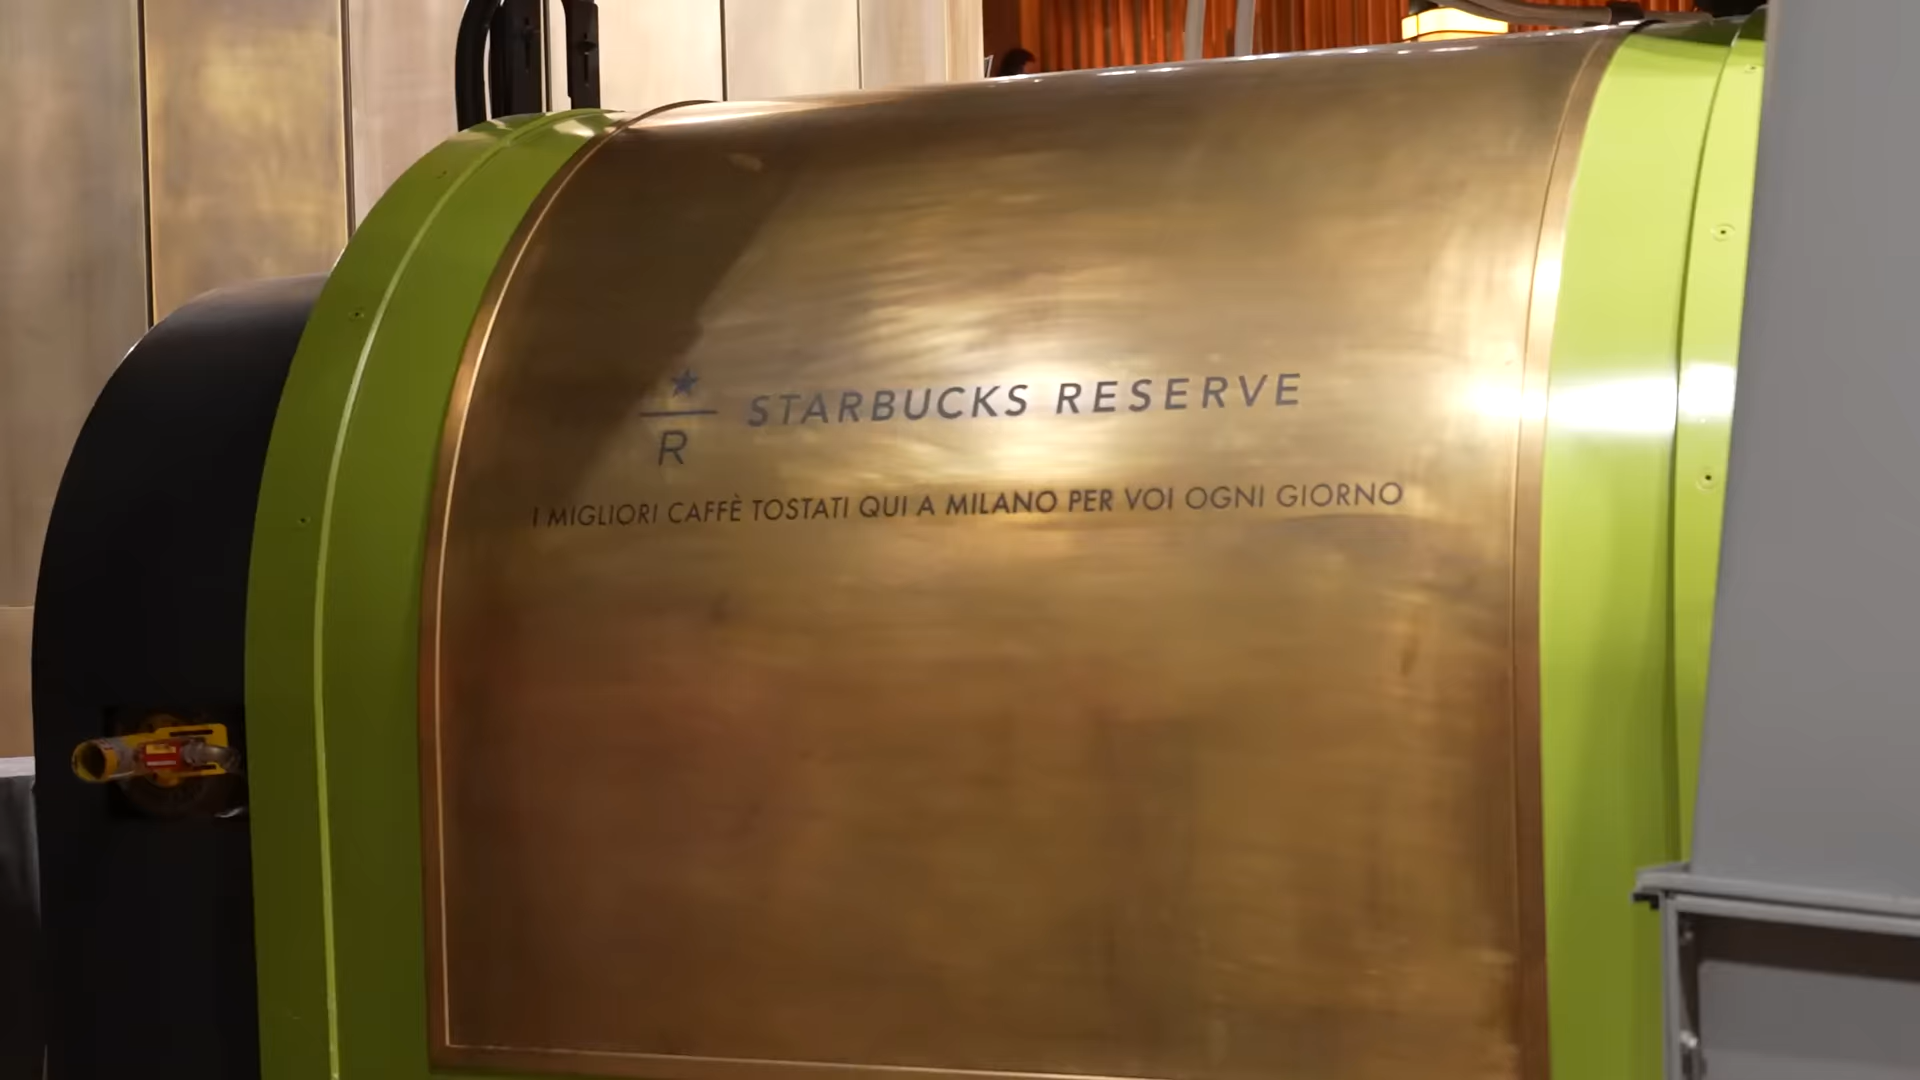 ★ STARBUCKS RESERVE
R
I MIGLIORI CAFFÈ TOSTATI QUI A MILANO PER VOI OGNI GIORNO